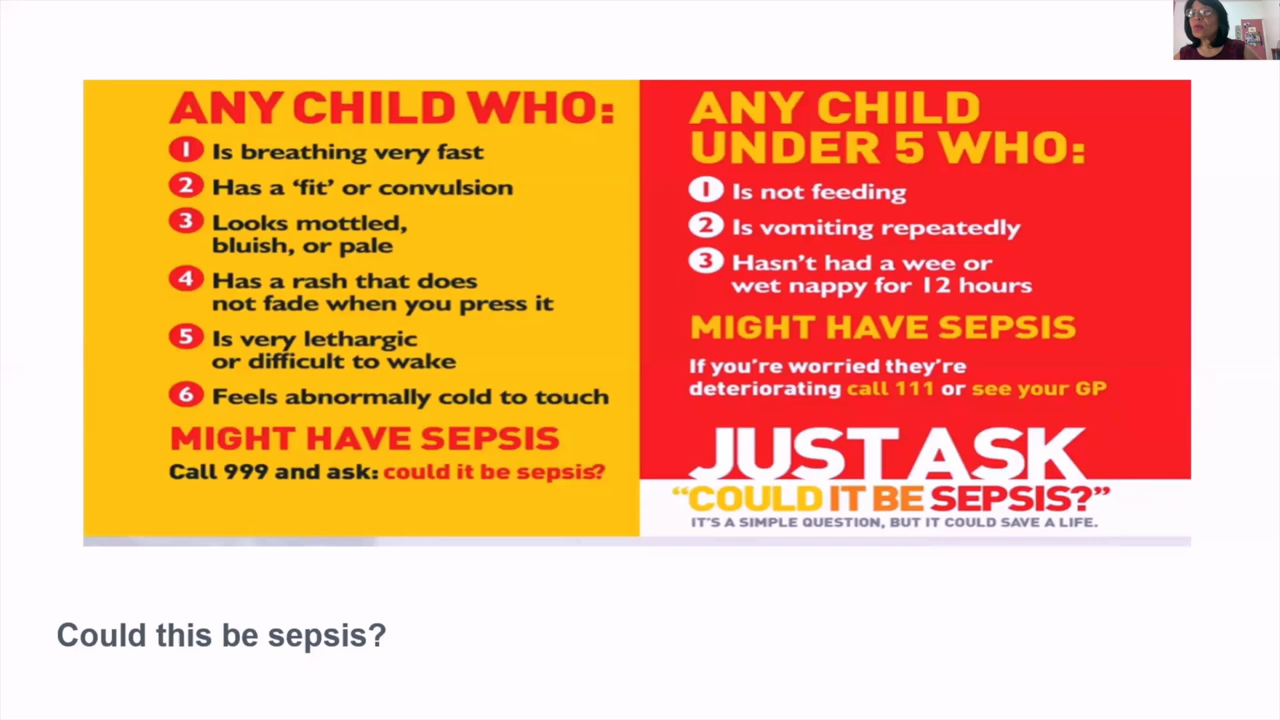 ANY CHILD WHO:
1 Is breathing very fast
2 Has a ‘fit’ or convulsion
3 Looks mottled,
bluish, or pale
4 Has a rash that does
not fade when you press it
5 Is very lethargic
or difficult to wake
6 Feels abnormally cold to touch
MIGHT HAVE SEPSIS
Call 999 and ask: could it be sepsis?
ANY CHILD
UNDER 5 WHO:
1 Is not feeding
2 Is vomiting repeatedly
3 Hasn’t had a wee or
wet nappy for 12 hours
MIGHT HAVE SEPSIS
If you’re worried they’re
deteriorating call 111 or see your GP
JUST ASK
“COULD IT BE SEPSIS?”
IT’S A SIMPLE QUESTION, BUT IT COULD SAVE A LIFE.
Could this be sepsis?